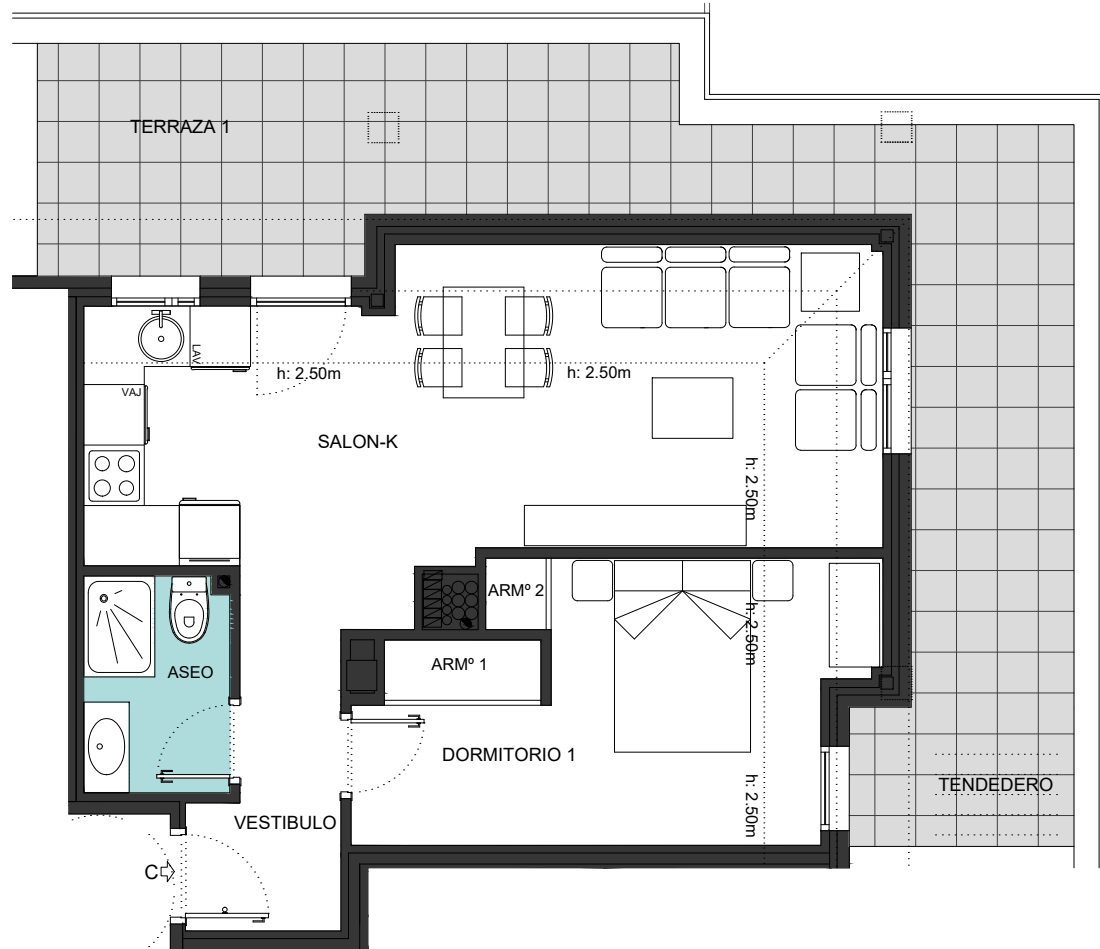 TERRAZA 1
LAV
h: 2.50m
h: 2.50m
VAJ
SALON-K
h: 2.50m
ARMº 2
h: 2.50m
ARMº 1
ASEO
DORMITORIO 1
h: 2.50m
TENDEDERO
VESTIBULO
C